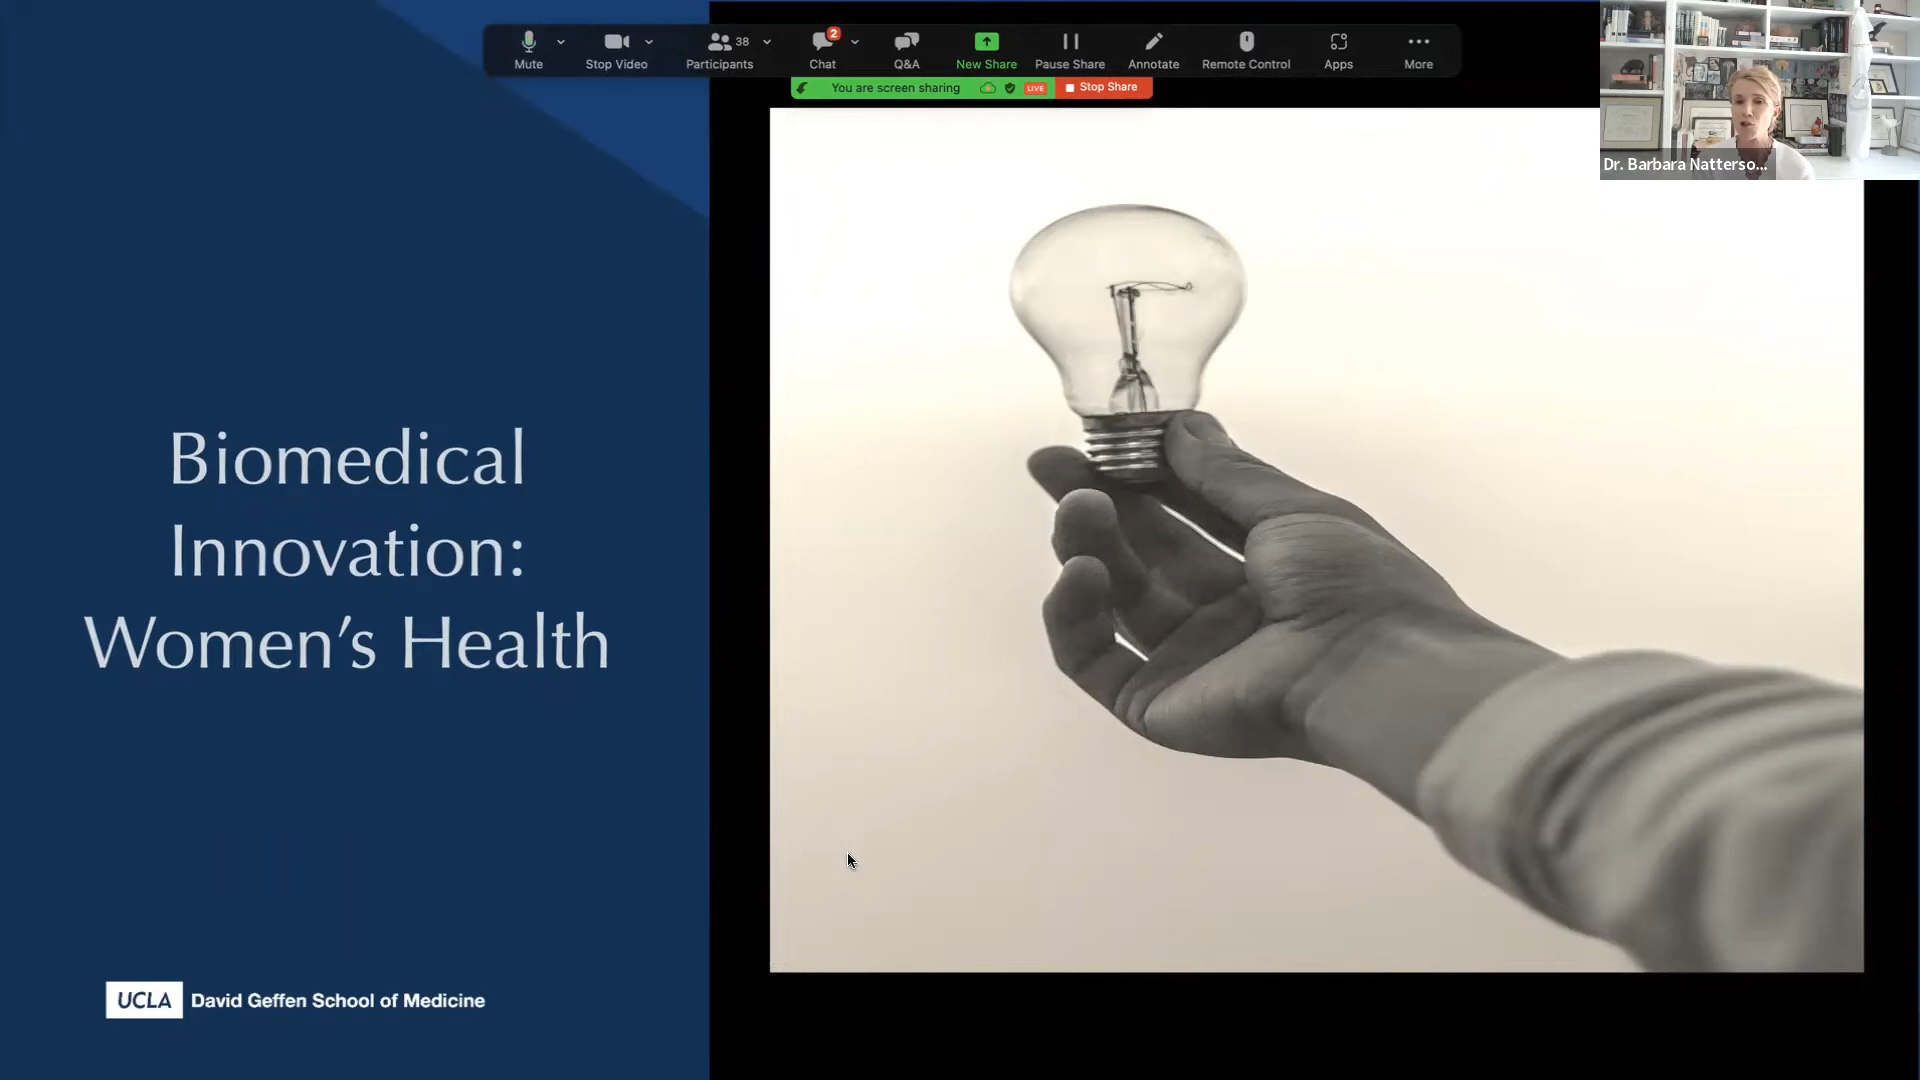 Mute
Stop Video
38
Participants
2
Chat
Q&A
New Share
Pause Share
Annotate
Remote Control
Apps
More
You are screen sharing
LIVE
Stop Share
Dr. Barbara Natterso...
Biomedical
Innovation:
Women's Health
UCLA David Geffen School of Medicine